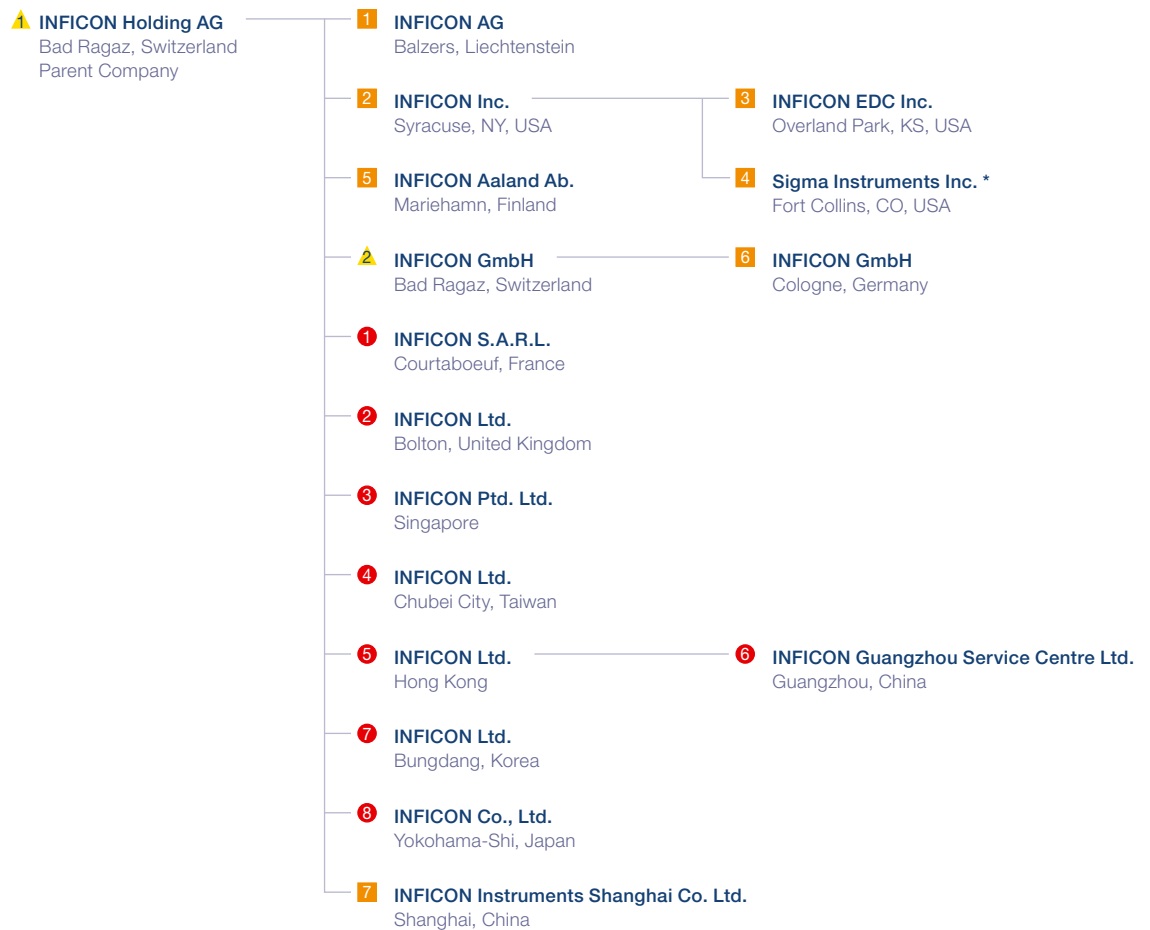 1 INFICON Holding AG
Bad Ragaz, Switzerland
Parent Company
1 INFICON AG
Balzers, Liechtenstein
2 INFICON Inc.
Syracuse, NY, USA
3 INFICON EDC Inc.
Overland Park, KS, USA
5 INFICON Aaland Ab.
Mariehamn, Finland
4 Sigma Instruments Inc. *
Fort Collins, CO, USA
2 INFICON GmbH
Bad Ragaz, Switzerland
6 INFICON GmbH
Cologne, Germany
1 INFICON S.A.R.L.
Courtaboeuf, France
2 INFICON Ltd.
Bolton, United Kingdom
3 INFICON Ptd. Ltd.
Singapore
4 INFICON Ltd.
Chubei City, Taiwan
5 INFICON Ltd.
Hong Kong
6 INFICON Guangzhou Service Centre Ltd.
Guangzhou, China
7 INFICON Ltd.
Bungdang, Korea
8 INFICON Co., Ltd.
Yokohama-Shi, Japan
7 INFICON Instruments Shanghai Co. Ltd.
Shanghai, China